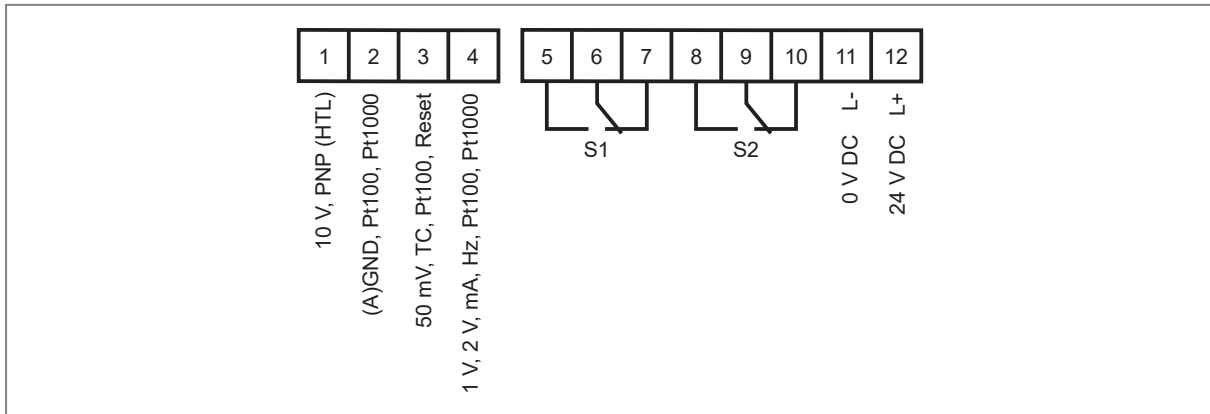 1 2 3 4 5 6 7 8 9 10 11 12
10 V, PNP (HTL)
(A)GND, Pt100, Pt1000
50 mV, TC, Pt100, Reset
1 V, 2 V, mA, Hz, Pt100, Pt1000
S1
S2
0 V DC L-
24 V DC L+